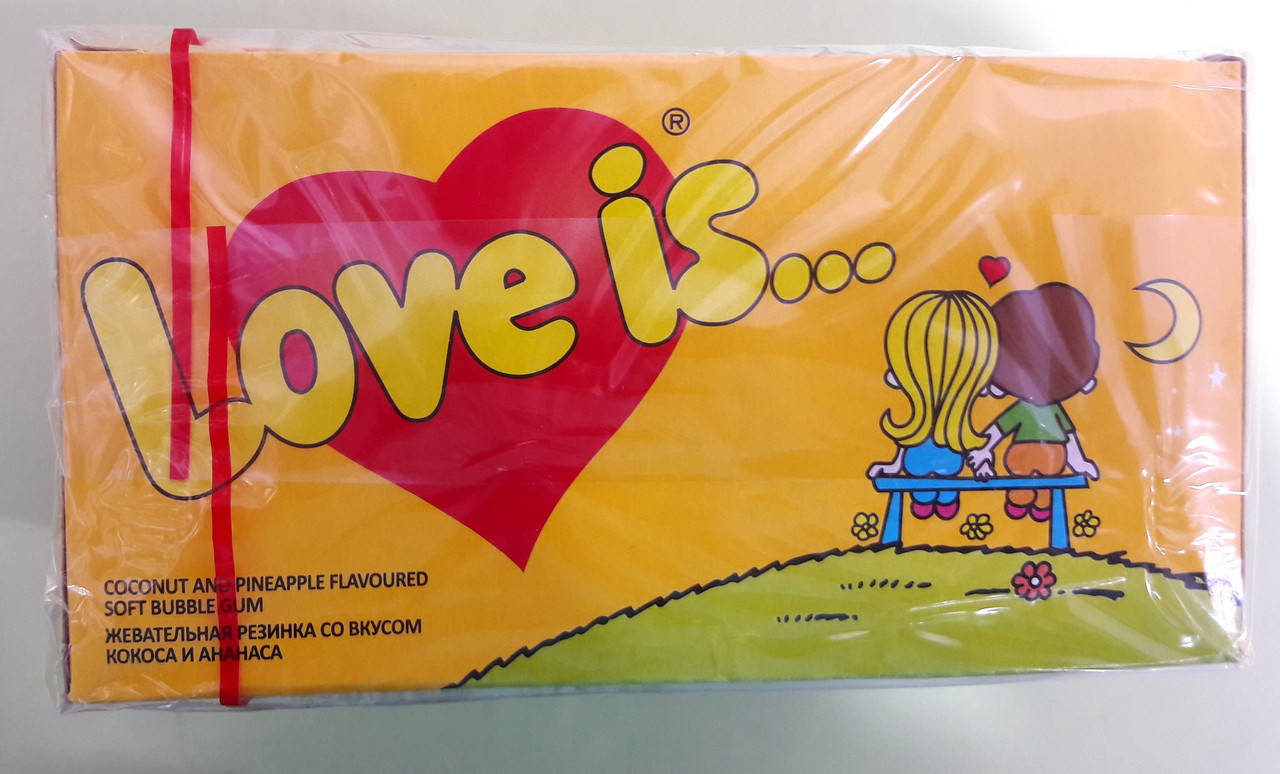 Love is...®
COCONUT AND PINEAPPLE FLAVOURED
SOFT BUBBLE GUM
ЖЕВАТЕЛЬНАЯ РЕЗИНКА СО ВКУСОМ
КОКОСА И АНАНАСА